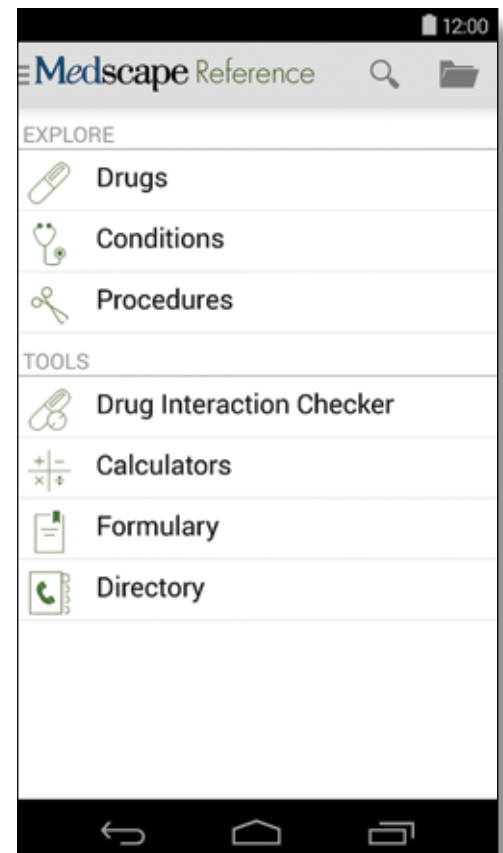 12:00
Medscape Reference
EXPLORE
Drugs
Conditions
Procedures
TOOLS
Drug Interaction Checker
Calculators
Formulary
Directory